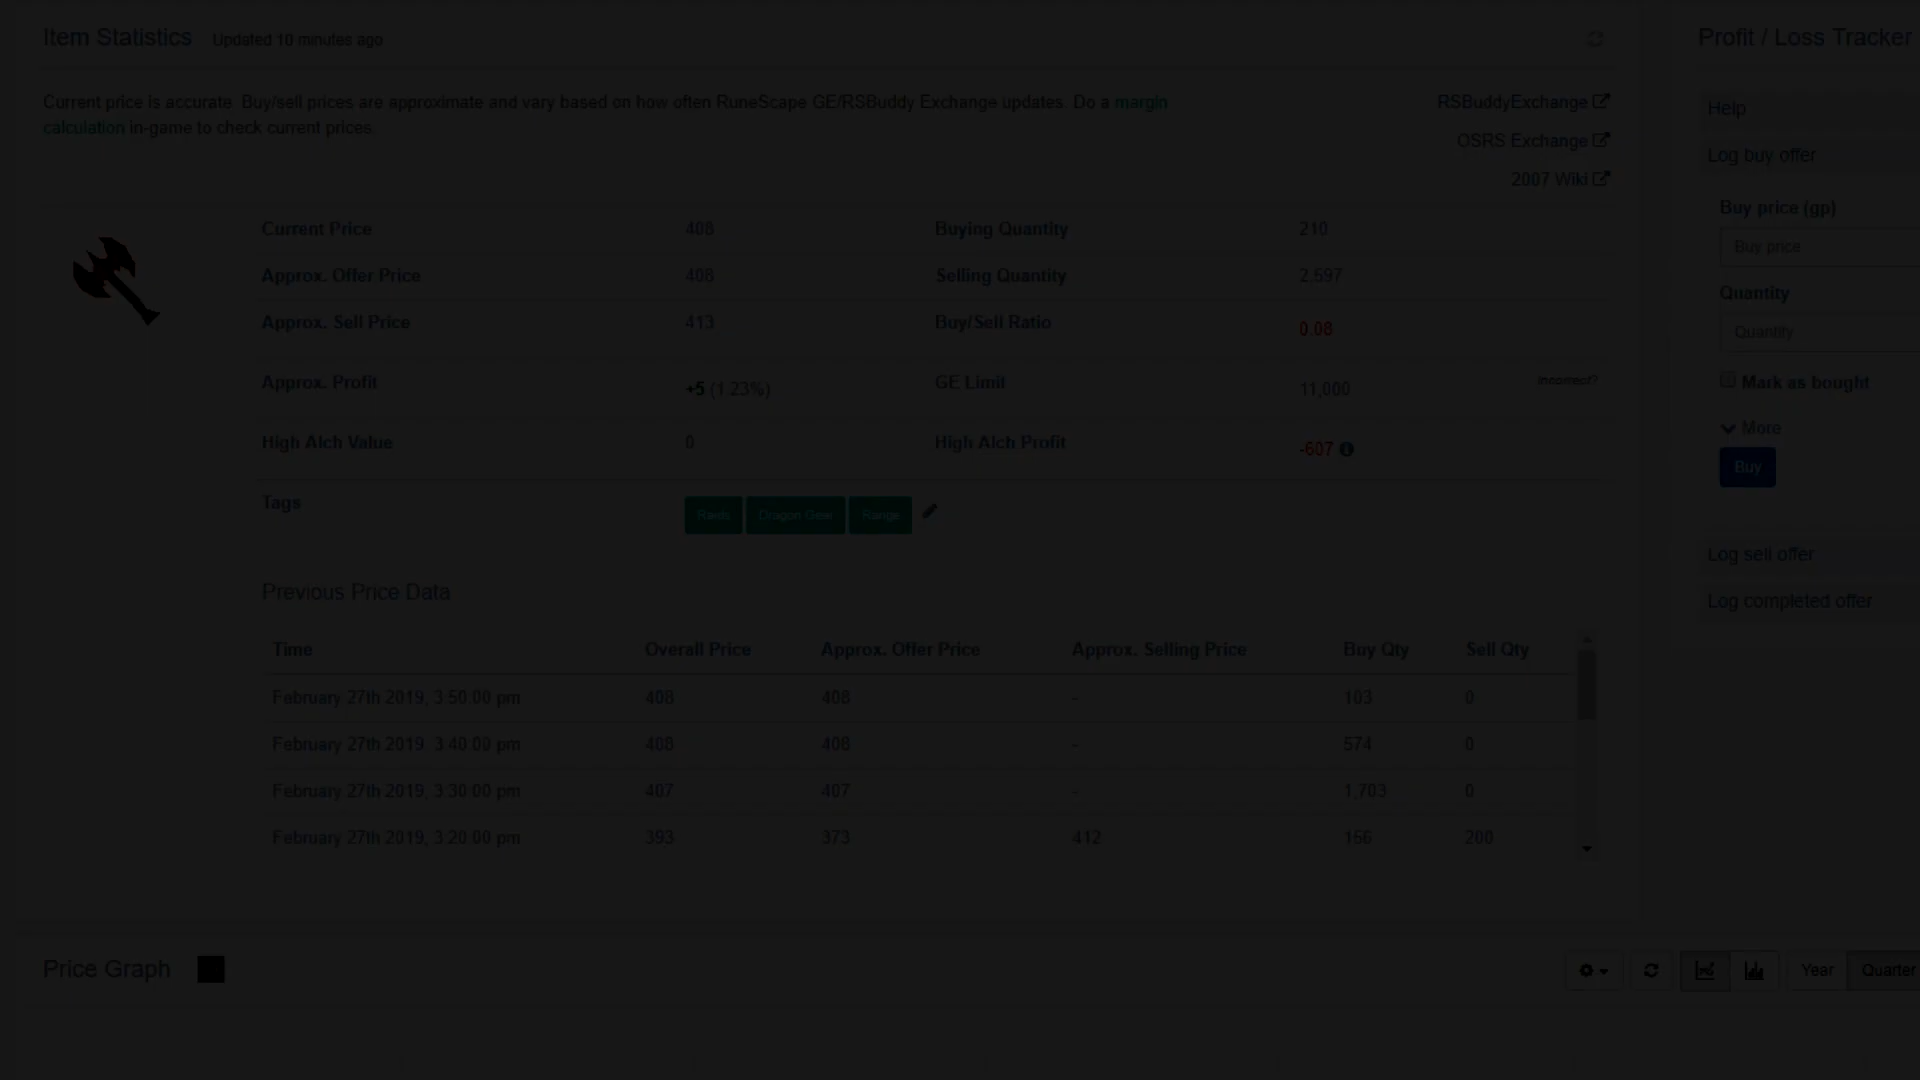 Item Statistics Updated 10 minutes ago
Profit / Loss Tracker
Current price is accurate. Buy/sell prices are approximate and vary based on how often RuneScape GE/RSBuddy Exchange updates. Do a margin
calculation in-game to check current prices.
RSBuddyExchange
OSRS Exchange
2007 Wiki
Help
Log buy offer
Buy price (gp)
Buy price
Quantity
Quantity
Mark as bought
More
Buy
Log sell offer
Log completed offer
Current Price 408 Buying Quantity 210
Approx. Offer Price 408 Selling Quantity 2,597
Approx. Sell Price 413 Buy/Sell Ratio 0.08
Approx. Profit +5 (1.23%) GE Limit 11,000 Incorrect?
High Alch Value 0 High Alch Profit -607
Tags Raids Dragon Gear Range
Previous Price Data
Time Overall Price Approx. Offer Price Approx. Selling Price Buy Qty Sell Qty
February 27th 2019, 3:50:00 pm 408 408 - 103 0
February 27th 2019, 3:40:00 pm 408 408 - 574 0
February 27th 2019, 3:30:00 pm 407 407 - 1,703 0
February 27th 2019, 3:20:00 pm 393 373 412 156 200
Price Graph
Year Quarter